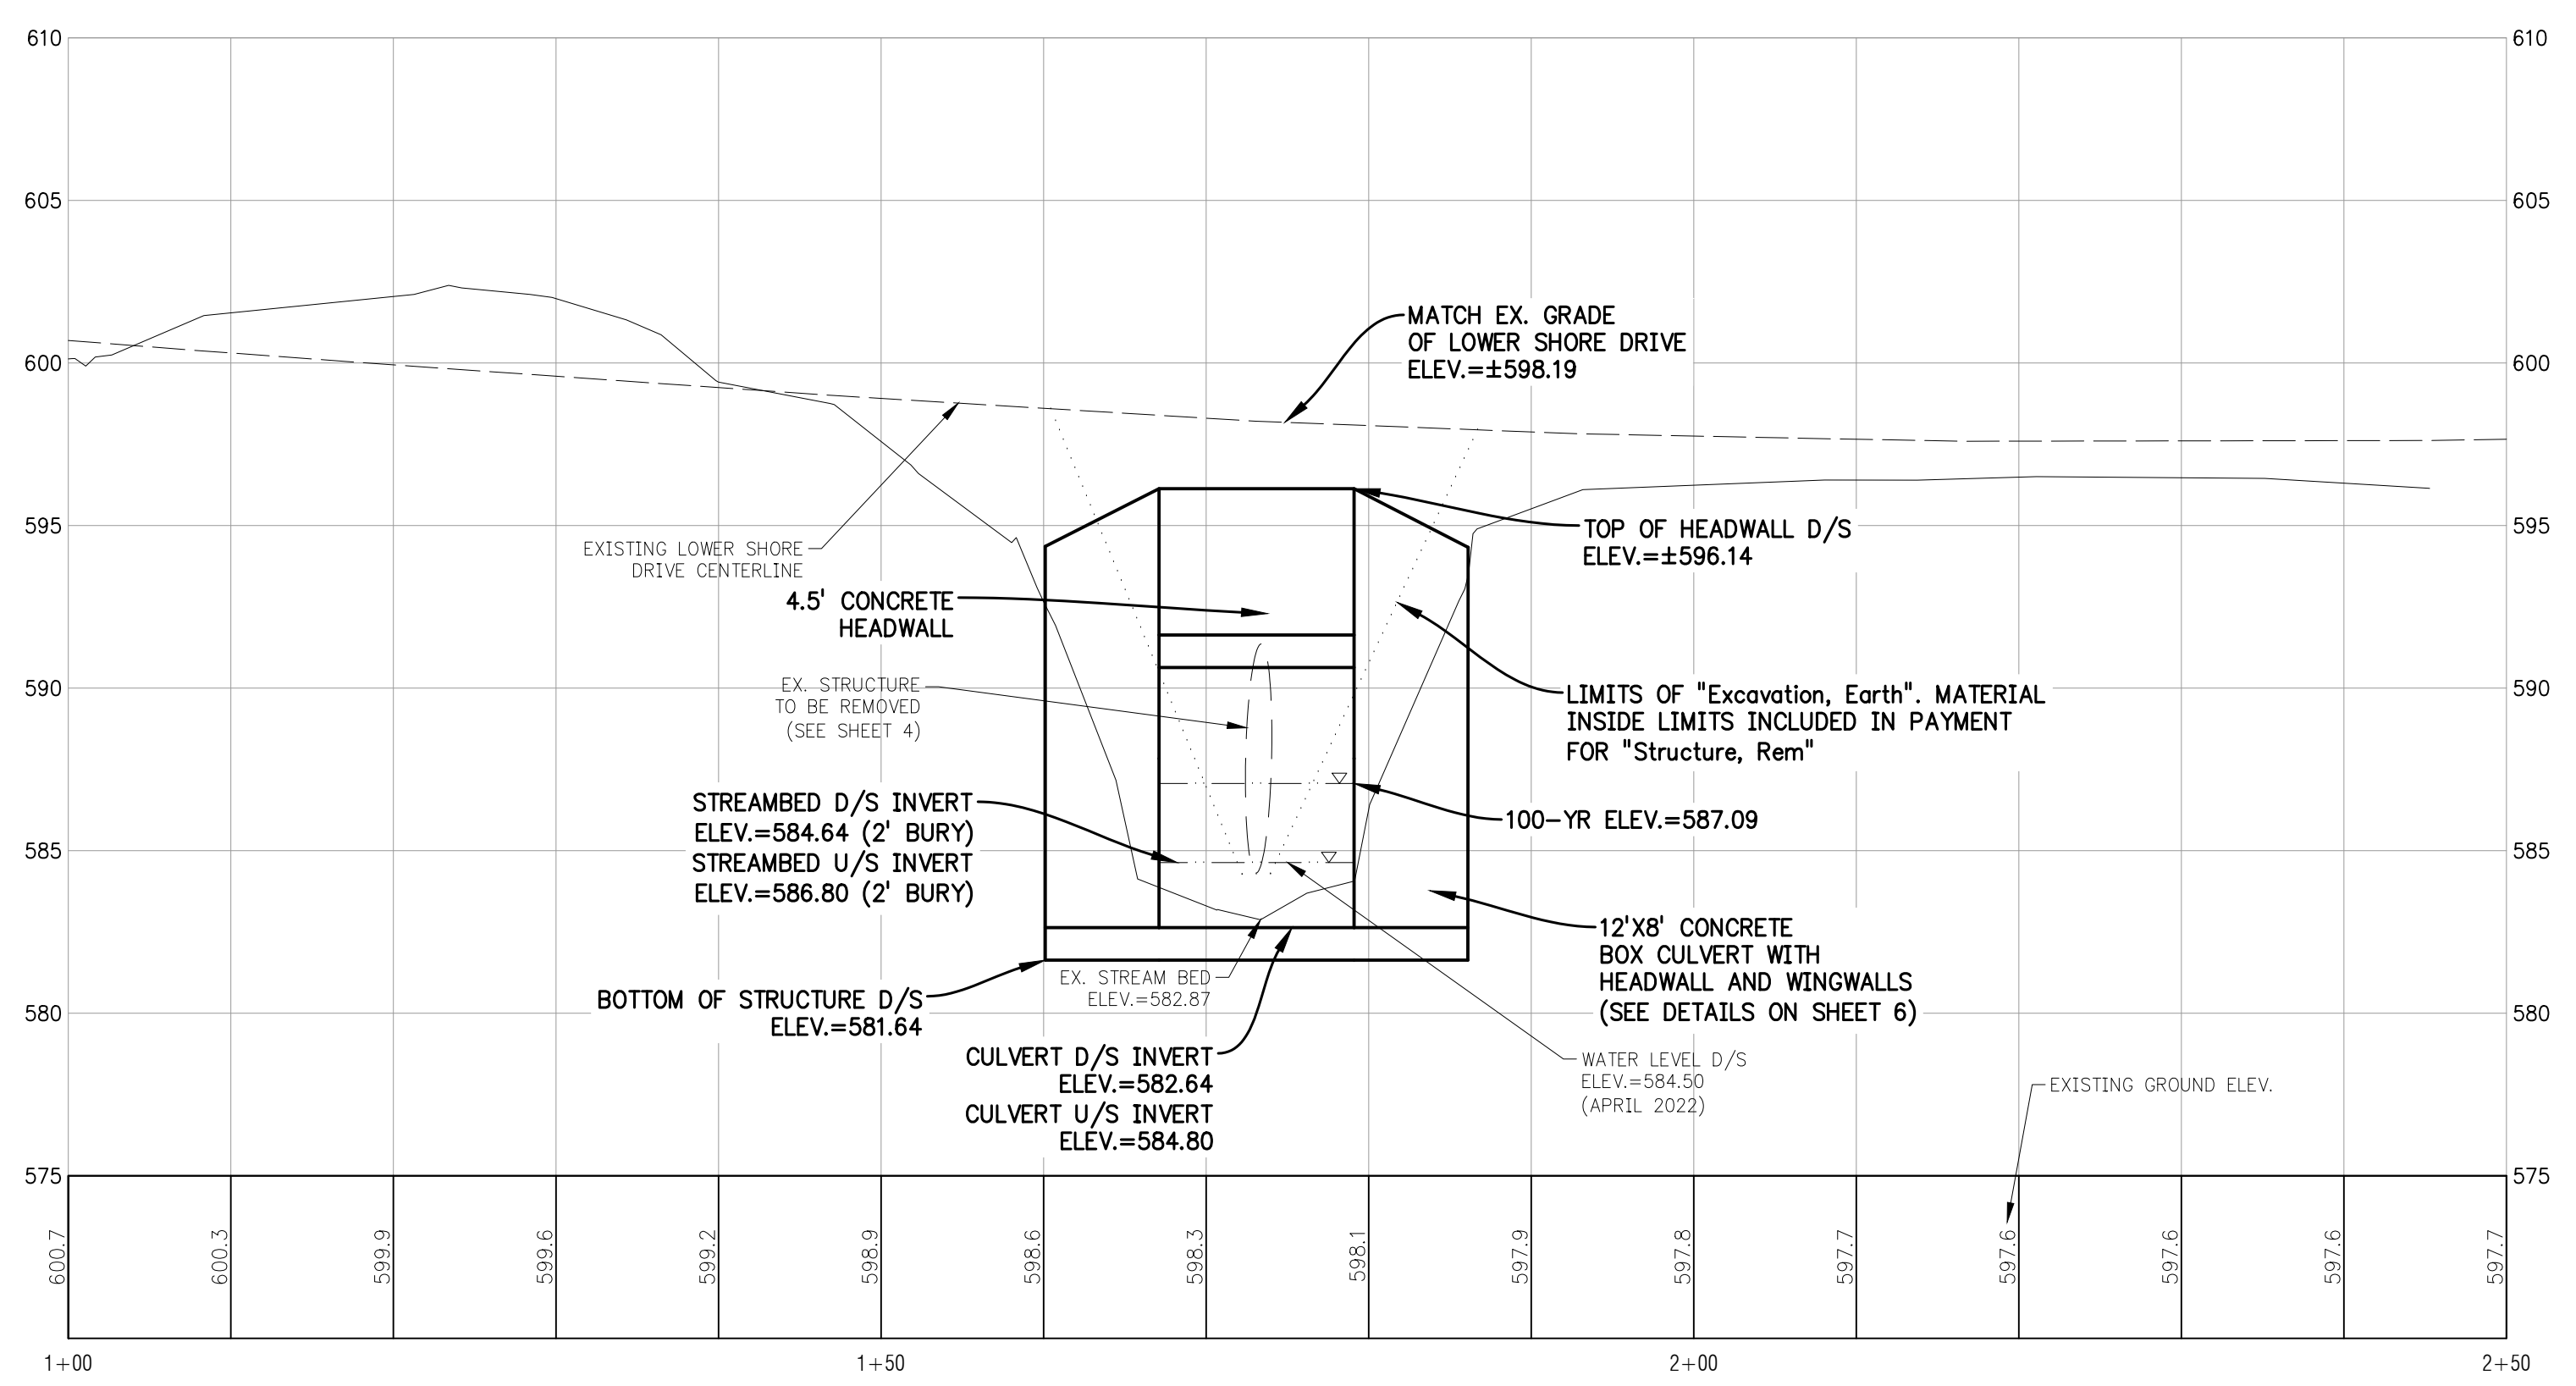 610
610
605
605
MATCH EX. GRADE
OF LOWER SHORE DRIVE
ELEV.=±598.19
600
600
595
595
TOP OF HEADWALL D/S
ELEV.=±596.14
EXISTING LOWER SHORE
DRIVE CENTERLINE
4.5' CONCRETE
HEADWALL
590
590
EX. STRUCTURE
TO BE REMOVED
(SEE SHEET 4)
LIMITS OF "Excavation, Earth". MATERIAL
INSIDE LIMITS INCLUDED IN PAYMENT
FOR "Structure, Rem"
STREAMBED D/S INVERT
ELEV.=584.64 (2' BURY)
STREAMBED U/S INVERT
ELEV.=586.80 (2' BURY)
100-YR ELEV.=587.09
585
585
12'X8' CONCRETE
BOX CULVERT WITH
HEADWALL AND WINGWALLS
(SEE DETAILS ON SHEET 6)
EX. STREAM BED
ELEV.=582.87
BOTTOM OF STRUCTURE D/S
ELEV.=581.64
580
580
CULVERT D/S INVERT
ELEV.=582.64
CULVERT U/S INVERT
ELEV.=584.80
WATER LEVEL D/S
ELEV.=584.50
(APRIL 2022)
EXISTING GROUND ELEV.
575
575
600.7
600.3
599.9
599.6
599.2
598.9
598.6
598.3
598.1
597.9
597.8
597.7
597.6
597.6
597.6
597.7
1+00
1+50
2+00
2+50